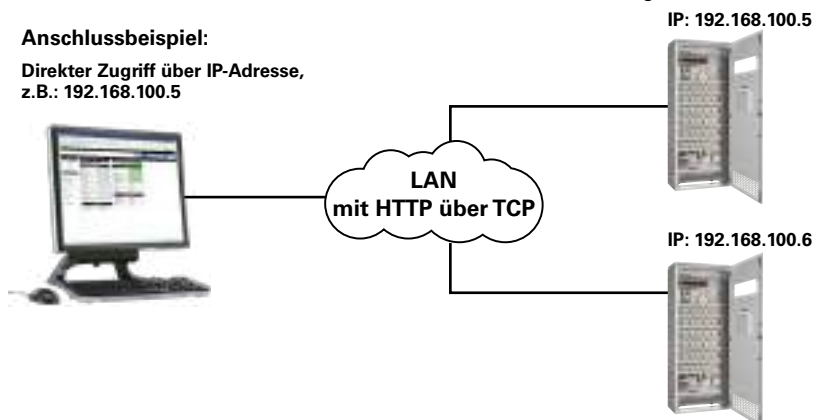 IP: 192.168.100.5
Anschlussbeispiel:
Direkter Zugriff über IP-Adresse,
z.B.: 192.168.100.5
LAN
mit HTTP über TCP
IP: 192.168.100.6